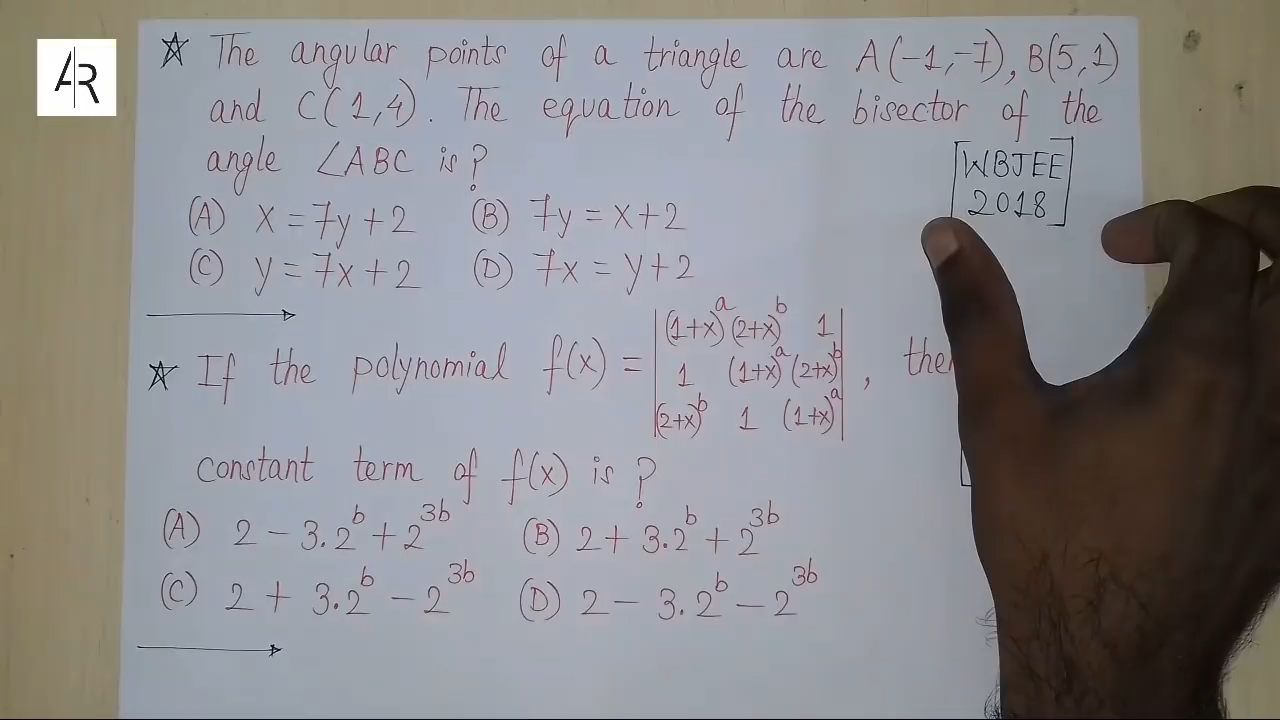 AR
☆ The angular points of a triangle are A(-1,-7), B(5,1)
and C(1,4). The equation of the bisector of the
angle ∠ABC is?
[WBJEE
2018]
(A) x = 7y + 2 (B) 7y = x + 2
(C) y = 7x + 2 (D) 7x = y + 2
☆ If the polynomial f(x) = | (1+x)^a (2+x)^b 1 |
| 1 (1+x)^a (2+x)^b | ,
| (2+x)^b 1 (1+x)^a |
constant term of f(x) is?
(A) 2 - 3.2^b + 2^3b (B) 2 + 3.2^b + 2^3b
(C) 2 + 3.2^b - 2^3b (D) 2 - 3.2^b - 2^3b